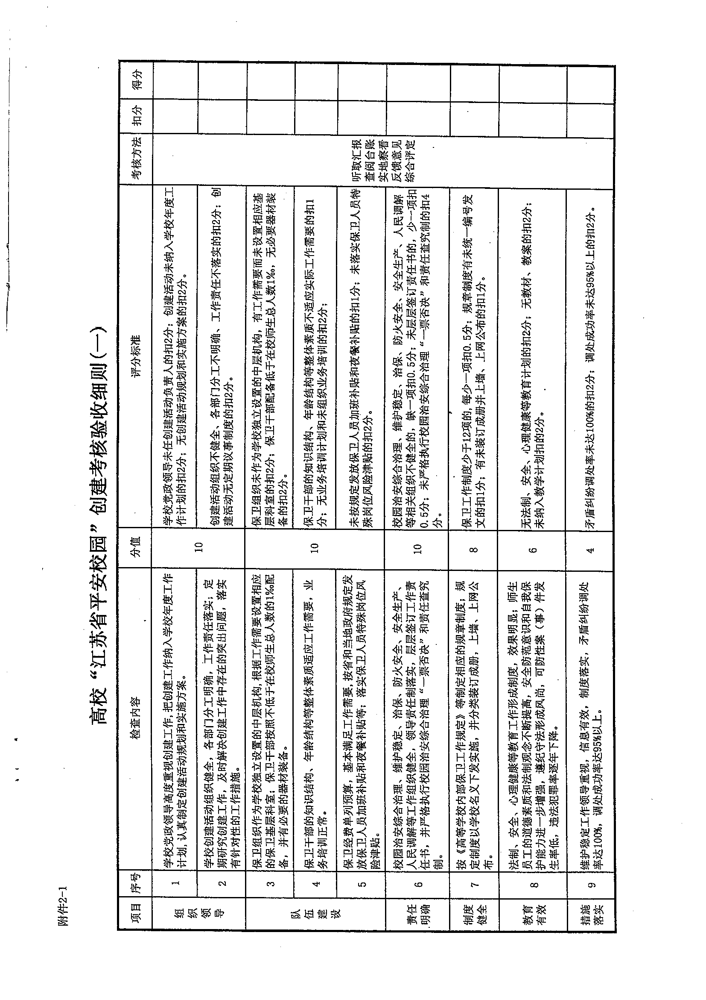 附件2-1
高校“江苏省平安校园”创建考核验收细则(一)
项目
序号
检查内容
分值
评分标准
考核方法
扣分
得分
组
织
领
导
1
学校党政领导高度重视创建工作,把创建工作纳入学校年度工作
计划,认真制定创建活动规划和实施方案。
10
学校党政领导未任创建活动负责人的扣2分；创建活动未纳入学校年度工
作计划的扣2分；无创建活动规划和实施方案的扣2分。
听取汇报
查阅台账
实地察看
反馈意见
综合评定
2
学校创建活动组织健全，各部门分工明确，工作责任落实；定
期研究创建工作，及时解决创建工作中存在的突出问题，落实
有针对性的工作措施。
创建活动组织不健全、各部门分工不明确、工作责任不落实的扣2分；创
建活动无定期议事制度的扣2分。
队
伍
建
设
3
保卫组织作为学校独立设置的中层机构,根据工作需要设置相应
的保卫基层科室；保卫干部按照不低于在校师生总人数的1‰配
备，并有必要的器材装备。
10
保卫组织未作为学校独立设置的中层机构，有工作需要而未设置相应基
层科室的扣2分；保卫干部配备低于在校师生总人数1‰，无必要器材装
备的扣2分。
4
保卫干部的知识结构、年龄结构等整体素质适应工作需要，业
务培训正常。
保卫干部的知识结构、年龄结构等整体素质不适应实际工作需要的扣1
分；无业务培训计划和未组织业务培训的扣2分；
5
保卫经费单列预算，基本满足工作需要,按省和当地政府规定发
放保卫人员加班补贴和夜餐补贴等；落实保卫人员特殊岗位风
险津贴。
未按规定发放保卫人员加班补贴和夜餐补贴的扣1分；未落实保卫人员特
殊岗位风险津贴的扣2分。
责任
明确
6
校园治安综合治理、维护稳定、治保、防火安全、安全生产、
人民调解等工作组织健全，领导责任制落实，层层签订工作责
任书，并严格执行校园治安综合治理“一票否决”和责任查究
制。
10
校园治安综合治理、维护稳定、治保、防火安全、安全生产、人民调解
等相关组织不健全的，缺一项扣0.5分；未层层签订责任书的，少一项扣
0.5分；未严格执行校园治安综合治理“一票否决”和责任查究制的扣4
分。
制度
健全
7
按《高等学校内部保卫工作规定》等制定相应的规章制度；规
定制度以学校名义下发实施，并分类装订成册，上墙、上网公
布。
8
保卫工作制度少于12项的,每少一项扣0.5分；规章制度有未统一编号发
文的扣1分；有未装订成册并上墙、上网公布的扣1分。
教育
有效
8
法制、安全、心理健康等教育工作形成制度，效果明显；师生
员工的道德素质和法制观念不断提高，安全防范意识和自我保
护能力进一步增强，遵纪守法形成风尚，可防性案（事）件发
生率低，违法犯罪率逐年下降。
6
无法制、安全、心理健康等教育计划的扣2分；无教材、教案的扣2分；
未纳入教学计划扣的2分。
措施
落实
9
维护稳定工作领导重视，信息有效，制度落实，矛盾纠纷调处
率达100%，调处成功率达95%以上。
4
矛盾纠纷调处率未达100%的扣2分；调处成功率未达95%以上的扣2分。